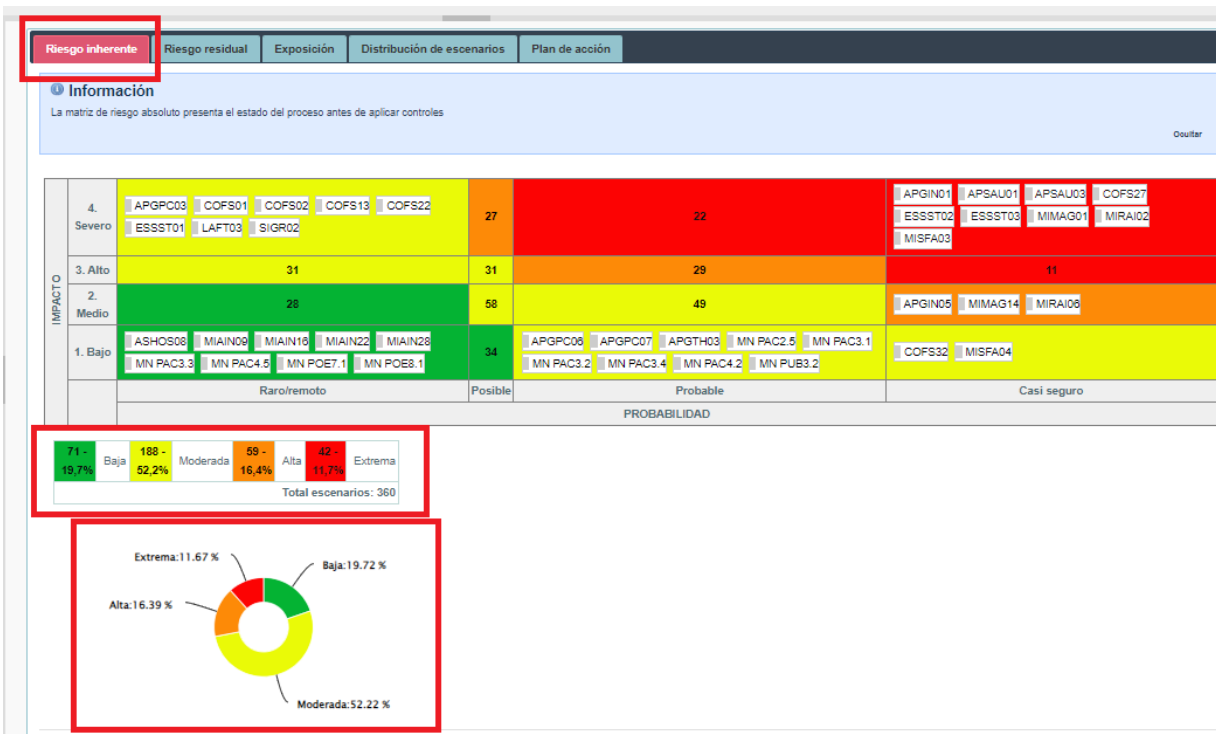 Riesgo inherente Riesgo residual Exposición Distribución de escenarios Plan de acción
Información
La matriz de riesgo absoluto presenta el estado del proceso antes de aplicar controles
Ocultar
IMPACTO
4. Severo
APGPC03 COFS01 COFS02 COFS13 COFS22
ESSST01 LAFT03 SIGR02
27
22
APGIN01 APSAU01 APSAU03 COFS27
ESSST02 ESSST03 MIMAG01 MIRAI02
MISFA03
3. Alto 31 31 29 11
2. Medio 28 58 49 APGIN05 MIMAG14 MIRAI06
1. Bajo
ASHOS08 MIAIN09 MIAIN16 MIAIN22 MIAIN28
MN PAC3.3 MN PAC4.5 MN POE7.1 MN POE8.1
34
APGPC06 APGPC07 APGTH03 MN PAC2.5 MN PAC3.1
MN PAC3.2 MN PAC3.4 MN PAC4.2 MN PUB3.2
COFS32 MISFA04
Raro/remoto Posible Probable Casi seguro
PROBABILIDAD
71 - 19,7% Baja 188 - 52,2% Moderada 59 - 16,4% Alta 42 - 11,7% Extrema
Total escenarios: 360
Extrema:11.67 %
Baja:19.72 %
Alta:16.39 %
Moderada:52.22 %